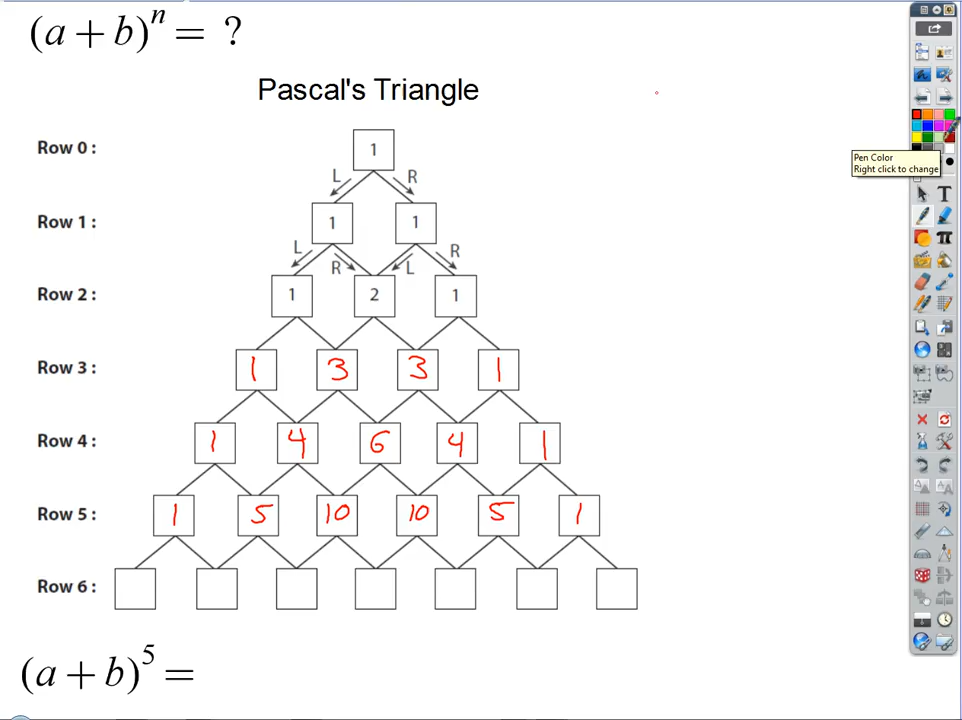 (a + b)^n = ?
Pascal's Triangle
Row 0 : 1
L R
Row 1 : 1 1
L R L R
Row 2 : 1 2 1
Row 3 : 1 3 3 1
Row 4 : 1 4 6 4 1
Row 5 : 1 5 10 10 5 1
Row 6 :
(a + b)^5 =
Pen Color
Right click to change
T
π